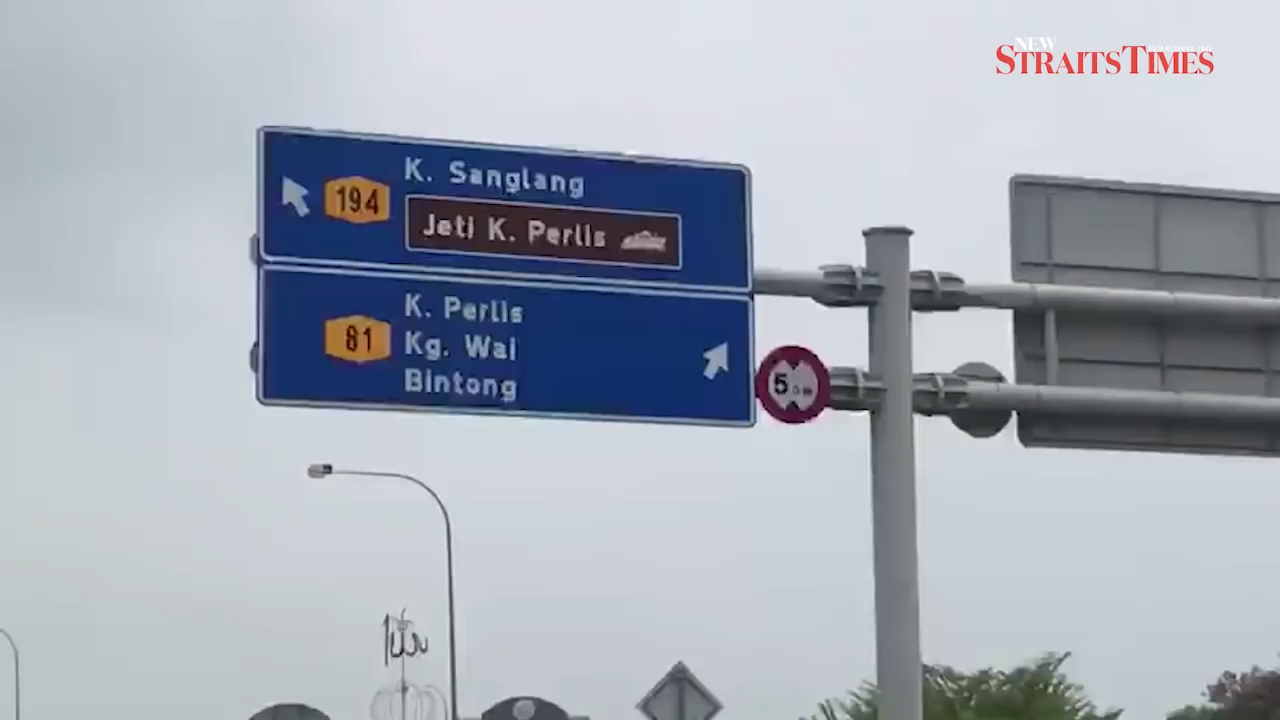 NEW
STRAITS TIMES
K. Sanglang
194
Jeti K. Perlis
81
K. Perlis
Kg. Wai
Bintong
5